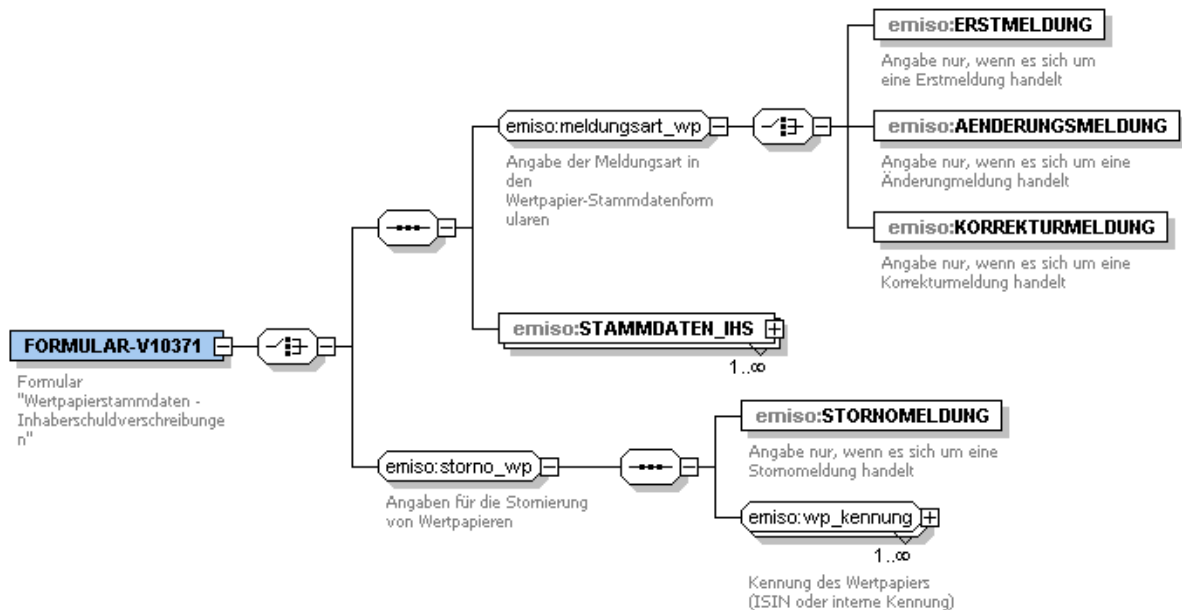 emiso:ERSTMELDUNG
Angabe nur, wenn es sich um
eine Erstmeldung handelt
emiso:meldungsart_wp
Angabe der Meldungsart in
den
Wertpapier-Stammdatenform
ularen
emiso:AENDERUNGSMELDUNG
Angabe nur, wenn es sich um eine
Änderungmeldung handelt
emiso:KORREKTURMELDUNG
Angabe nur, wenn es sich um eine
Korrekturmeldung handelt
emiso:STAMMDATEN_IHS
1..∞
FORMULAR-V10371
Formular
"Wertpapierstammdaten -
Inhaberschuldverschreibunge
n"
emiso:storno_wp
Angaben für die Stornierung
von Wertpapieren
emiso:STORNOMELDUNG
Angabe nur, wenn es sich um eine
Stornomeldung handelt
emiso:wp_kennung
1..∞
Kennung des Wertpapiers
(ISIN oder interne Kennung)